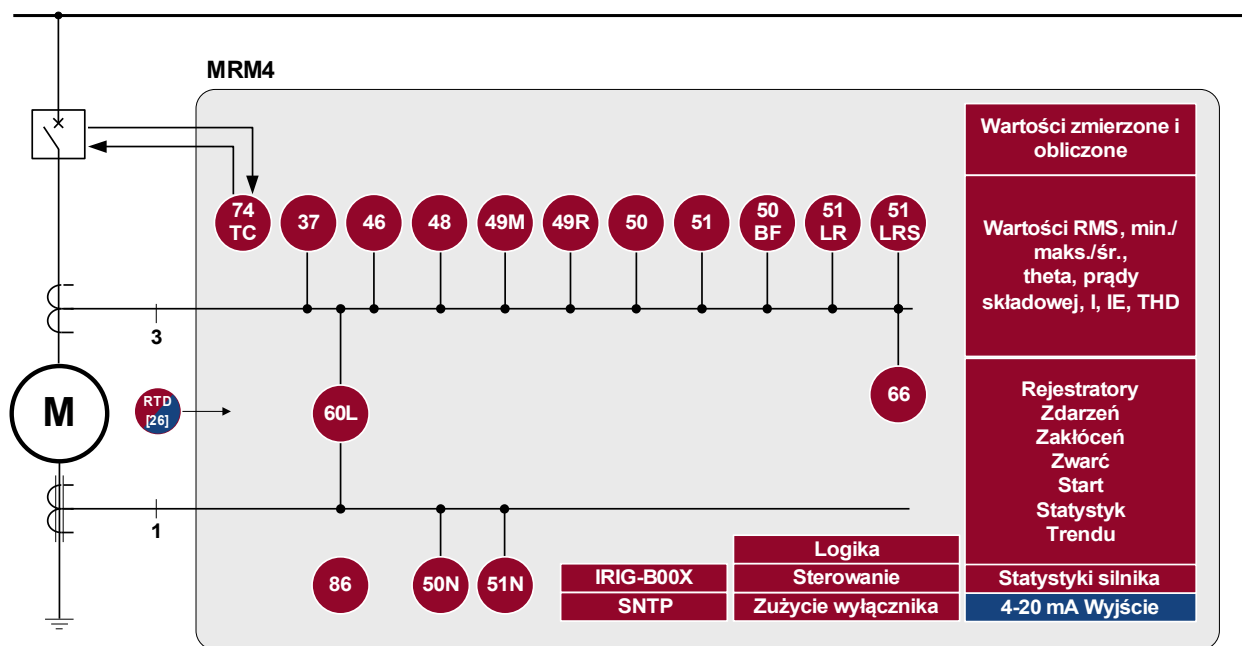 MRM4
Wartości zmierzone i
obliczone
74
TC
37
46
48
49M
49R
50
51
50
BF
51
LR
51
LRS
Wartości RMS, min./
maks./śr.,
theta, prądy
składowej, I, IE, THD
3
M
RTD
[26]
60L
66
Rejestratory
Zdarzeń
Zakłóceń
Zwarć
Start
Statystyk
Trendu
1
86
50N
51N
Logika
IRIG-B00X
Sterowanie
Statystyki silnika
SNTP
Zużycie wyłącznika
4-20 mA Wyjście